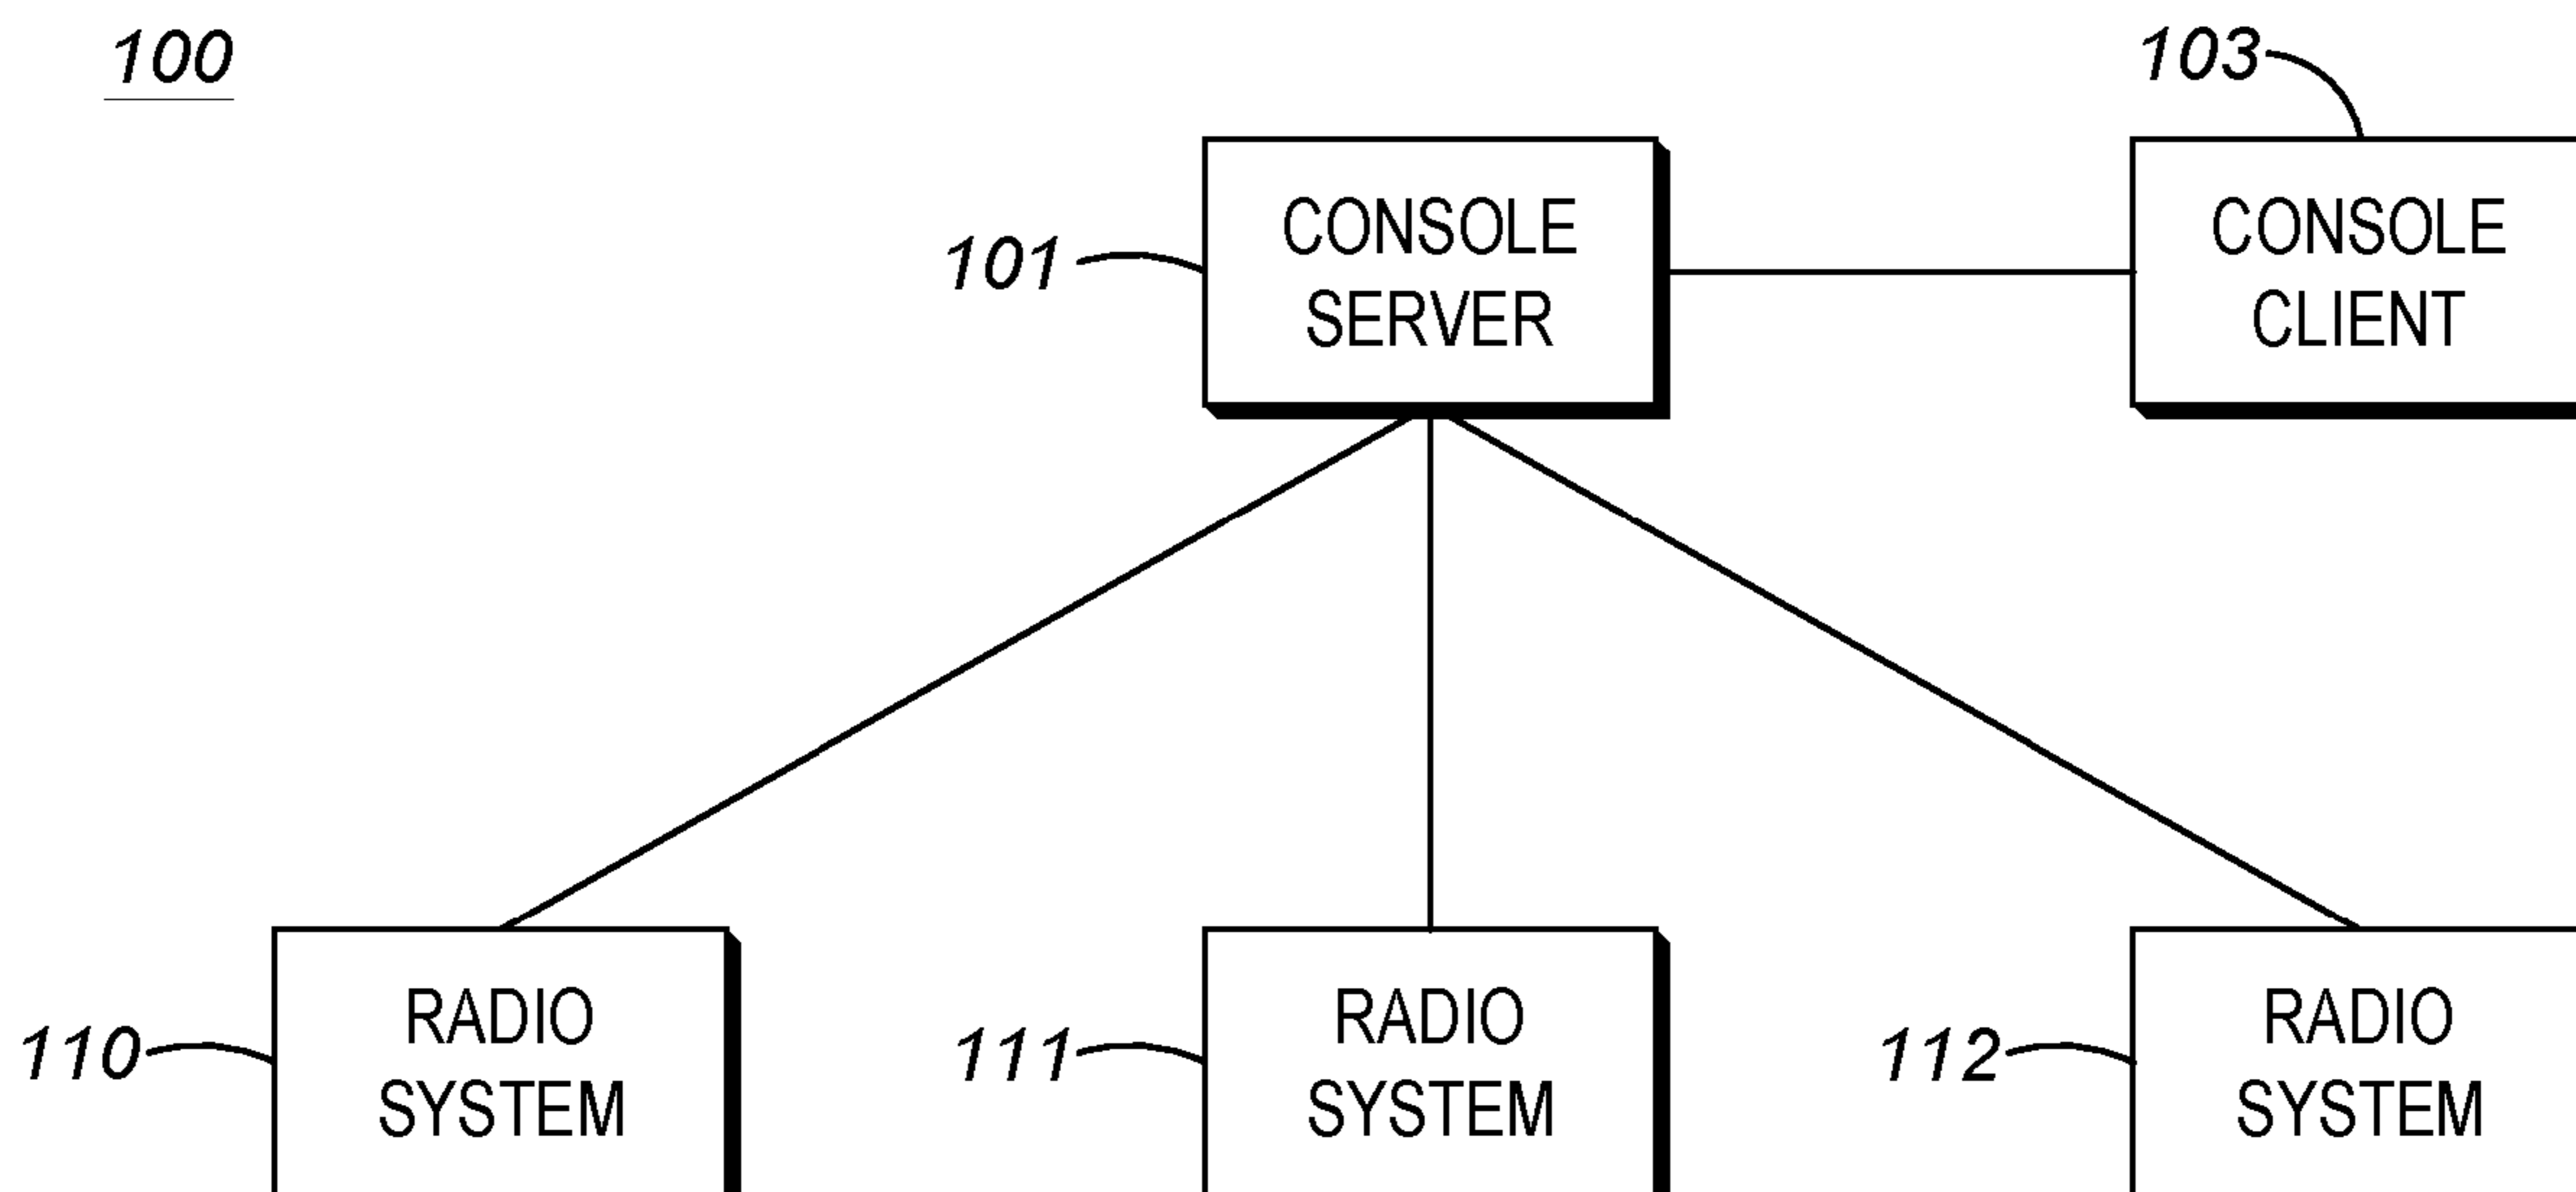 100
103
101
CONSOLE
SERVER
CONSOLE
CLIENT
110
RADIO
SYSTEM
111
RADIO
SYSTEM
112
RADIO
SYSTEM